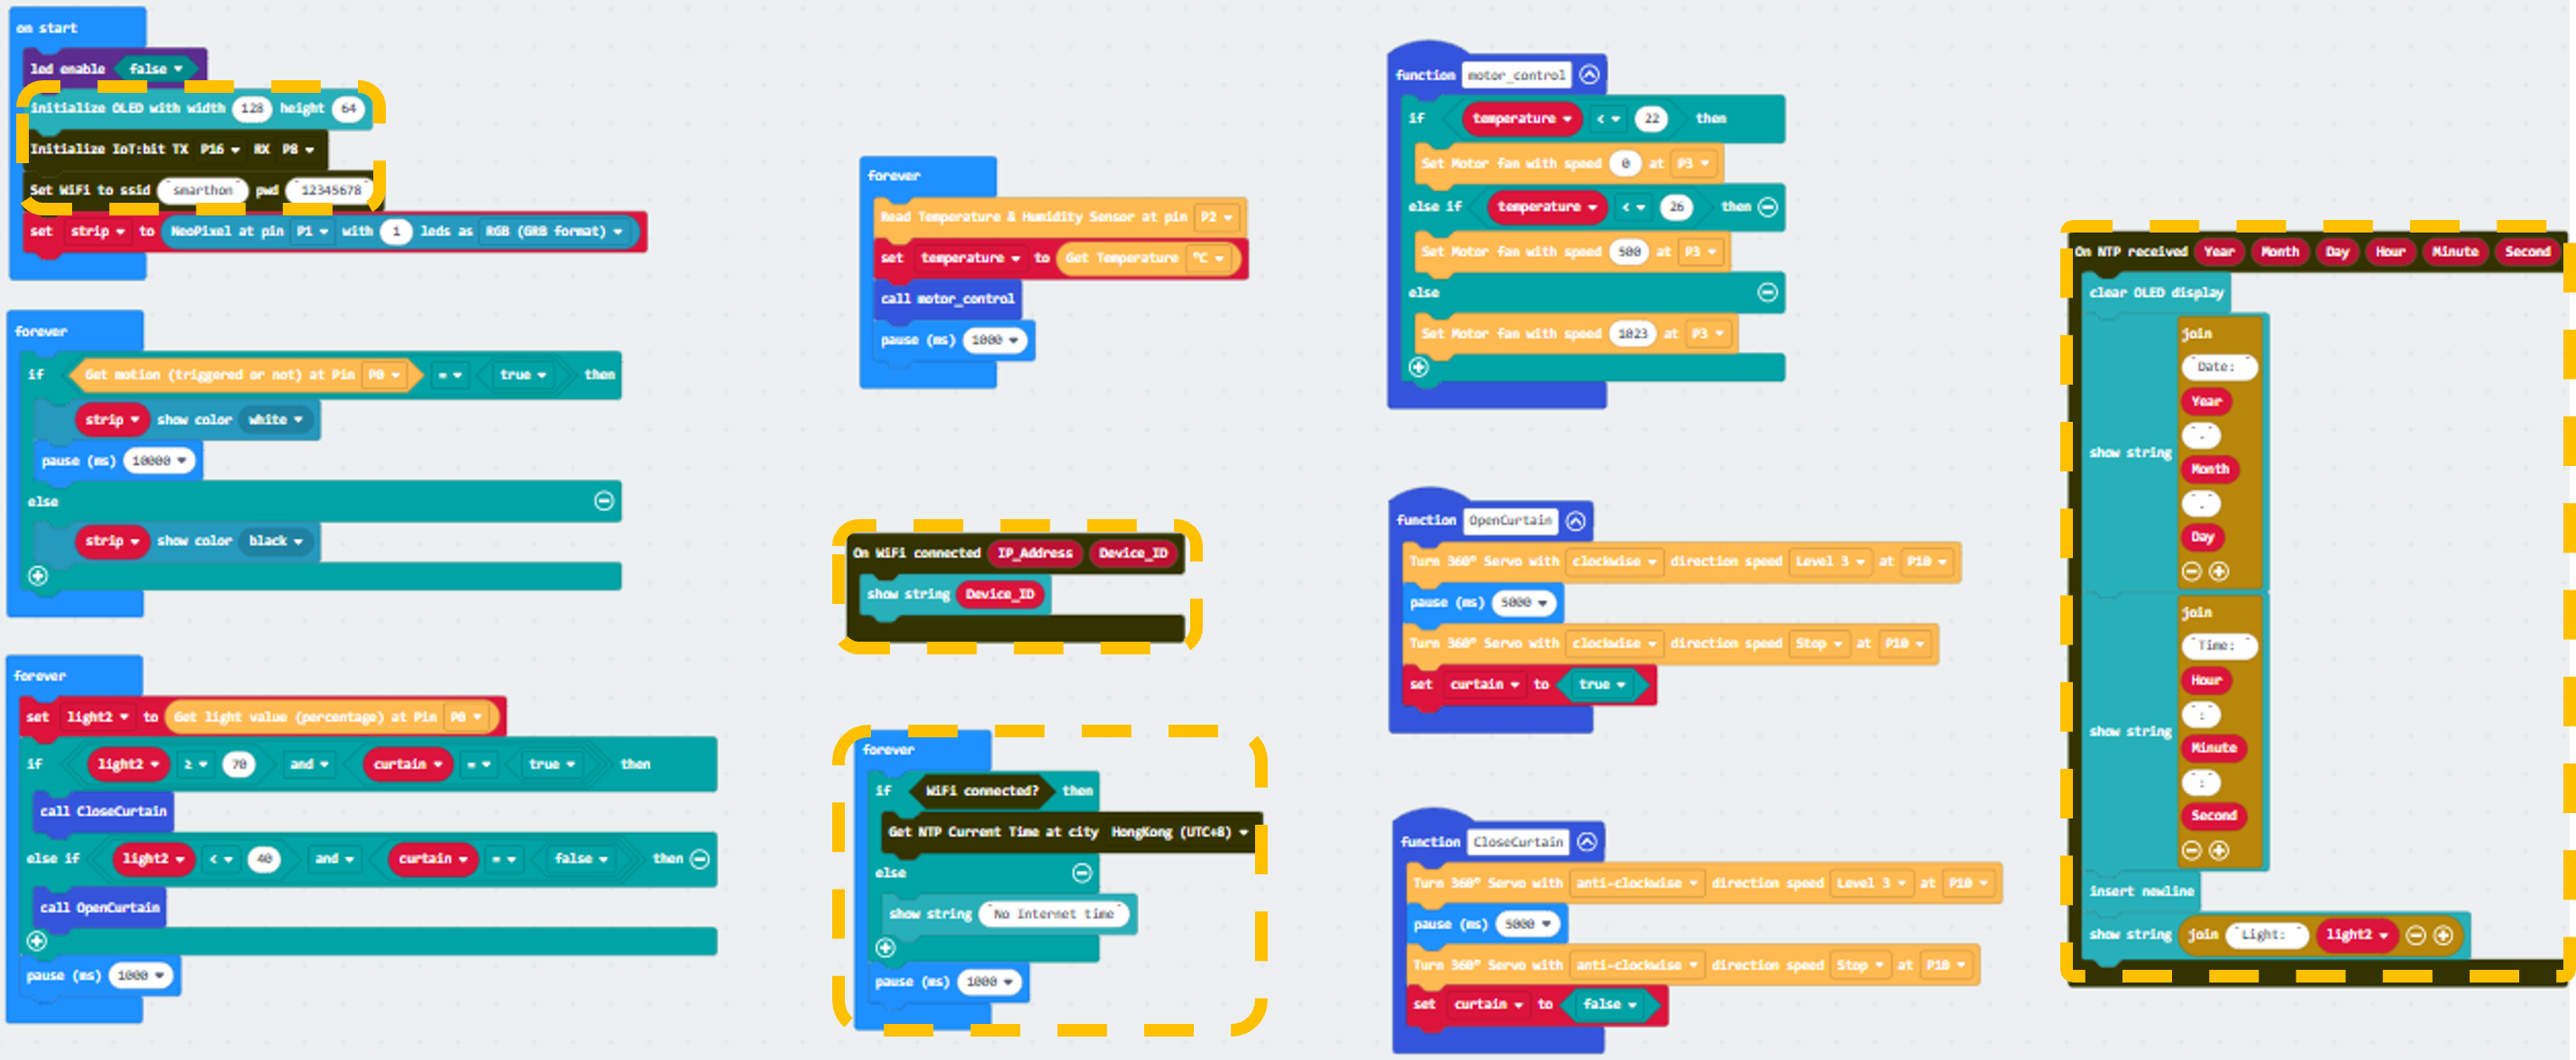 on start
led enable false
initialize OLED with width 128 height 64
Initialize IoT:bit TX P16 RX P8
Set WiFi to ssid "smarthon" pwd "12345678"
set strip to NeoPixel at pin P1 with 1 leds as RGB (GRB format)
forever
if Get motion (triggered or not) at Pin P0 = true then
strip show color white
pause (ms) 10000
else
strip show color black
forever
set light2 to Get light value (percentage) at Pin P0
if light2 ≥ 70 and curtain = true then
call CloseCurtain
else if light2 < 40 and curtain = false then
call OpenCurtain
pause (ms) 1000
forever
Read Temperature & Humidity Sensor at pin P2
set temperature to Get Temperature °C
call motor_control
pause (ms) 1000
On WiFi connected IP_Address Device_ID
show string Device_ID
forever
if WiFi connected? then
Get NTP Current Time at city HongKong (UTC+8)
else
show string "No Internet time"
pause (ms) 1000
function motor_control
if temperature < 22 then
Set Motor fan with speed 0 at P3
else if temperature < 26 then
Set Motor fan with speed 500 at P3
else
Set Motor fan with speed 1023 at P3
function OpenCurtain
Turn 360° Servo with clockwise direction speed Level 3 at P10
pause (ms) 5000
Turn 360° Servo with clockwise direction speed Stop at P10
set curtain to true
function CloseCurtain
Turn 360° Servo with anti-clockwise direction speed Level 3 at P10
pause (ms) 5000
Turn 360° Servo with anti-clockwise direction speed Stop at P10
set curtain to false
On NTP received Year Month Day Hour Minute Second
clear OLED display
show string
join
"Date: "
Year
"."
Month
"."
Day
show string
join
"Time: "
Hour
":"
Minute
":"
Second
insert newline
show string join "Light: " light2